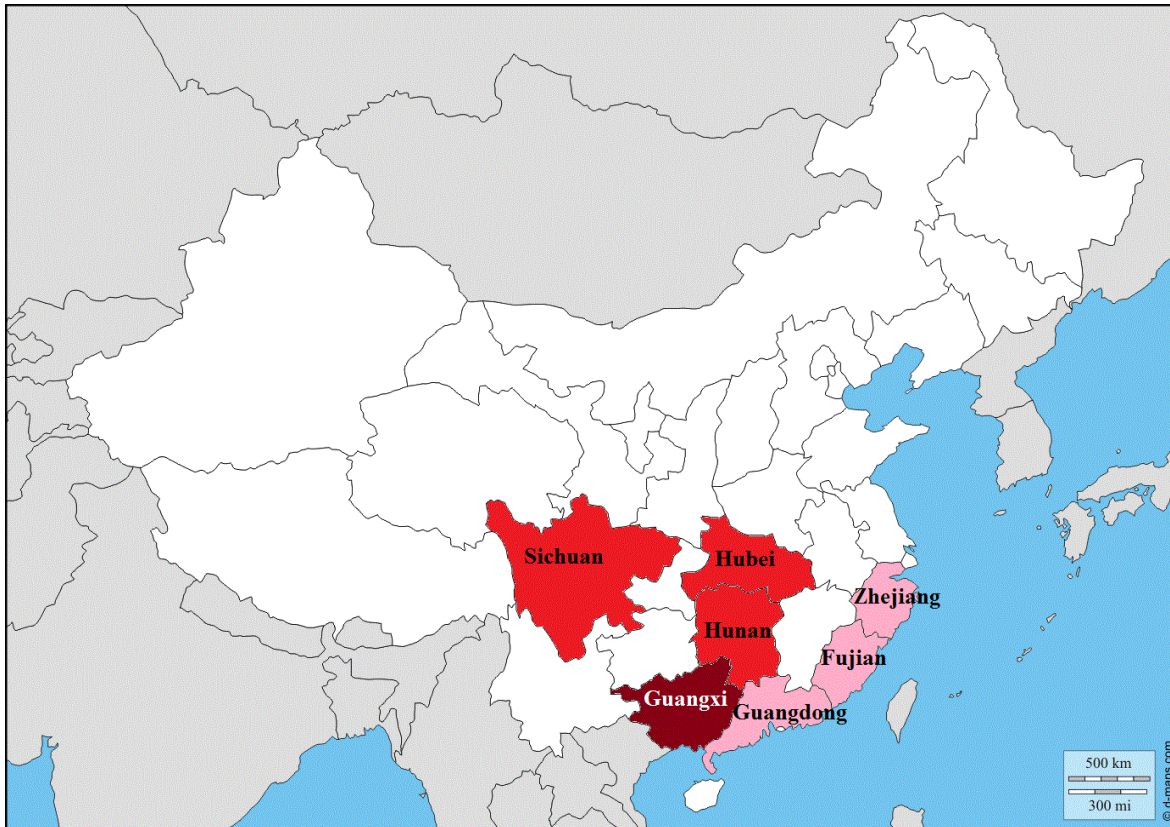 Sichuan
Hubei
Zhejiang
Hunan
Fujian
Guangxi
Guangdong
500 km
300 mi
© d-maps.com